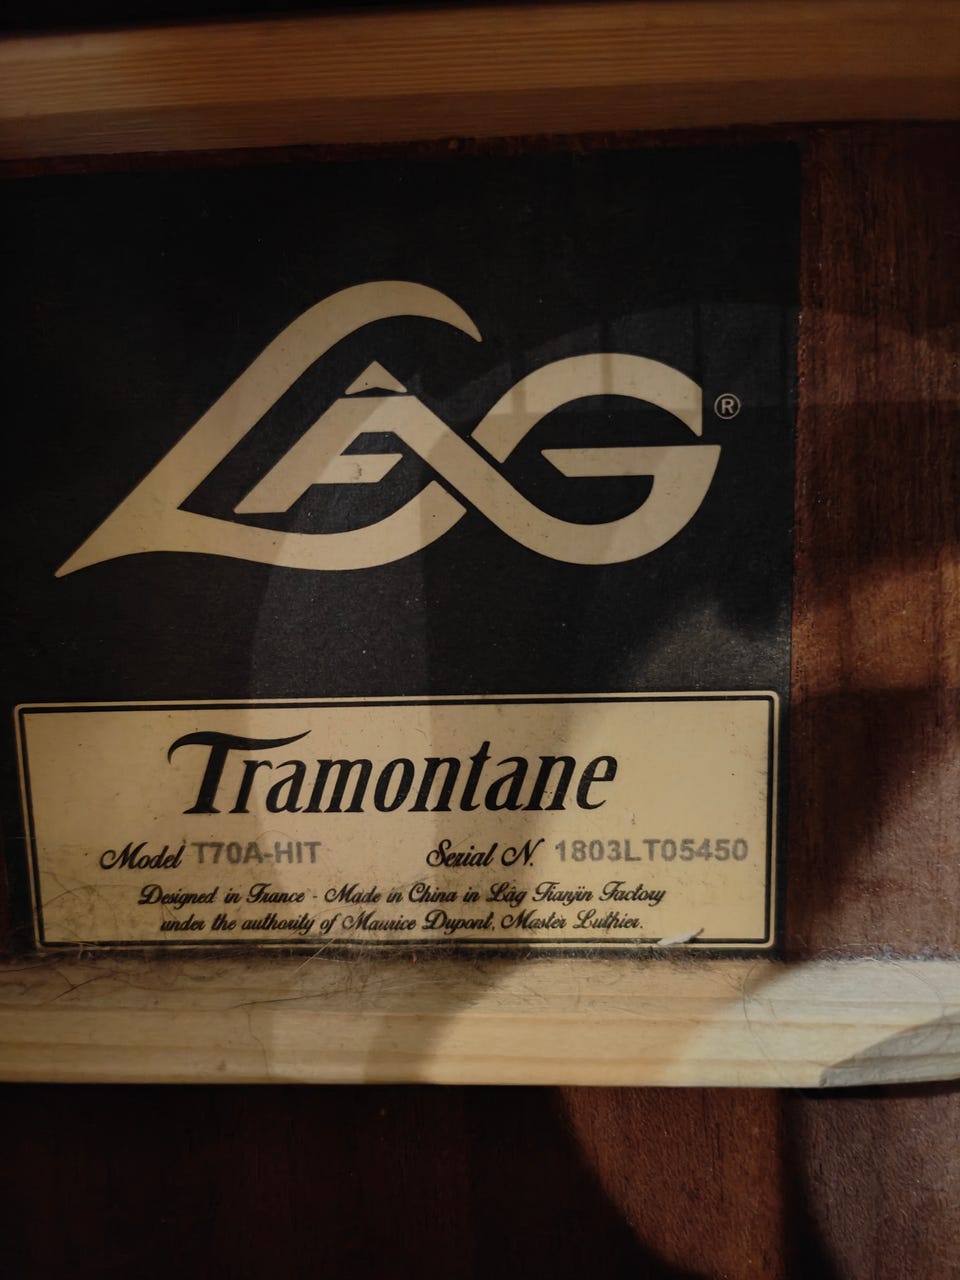 LÂG®
Tramontane
Model T70A-HIT Serial N. 1803LT05450
Designed in France - Made in China in Lâg Tianjin Factory
under the authority of Maurice Dupont, Master Luthier.